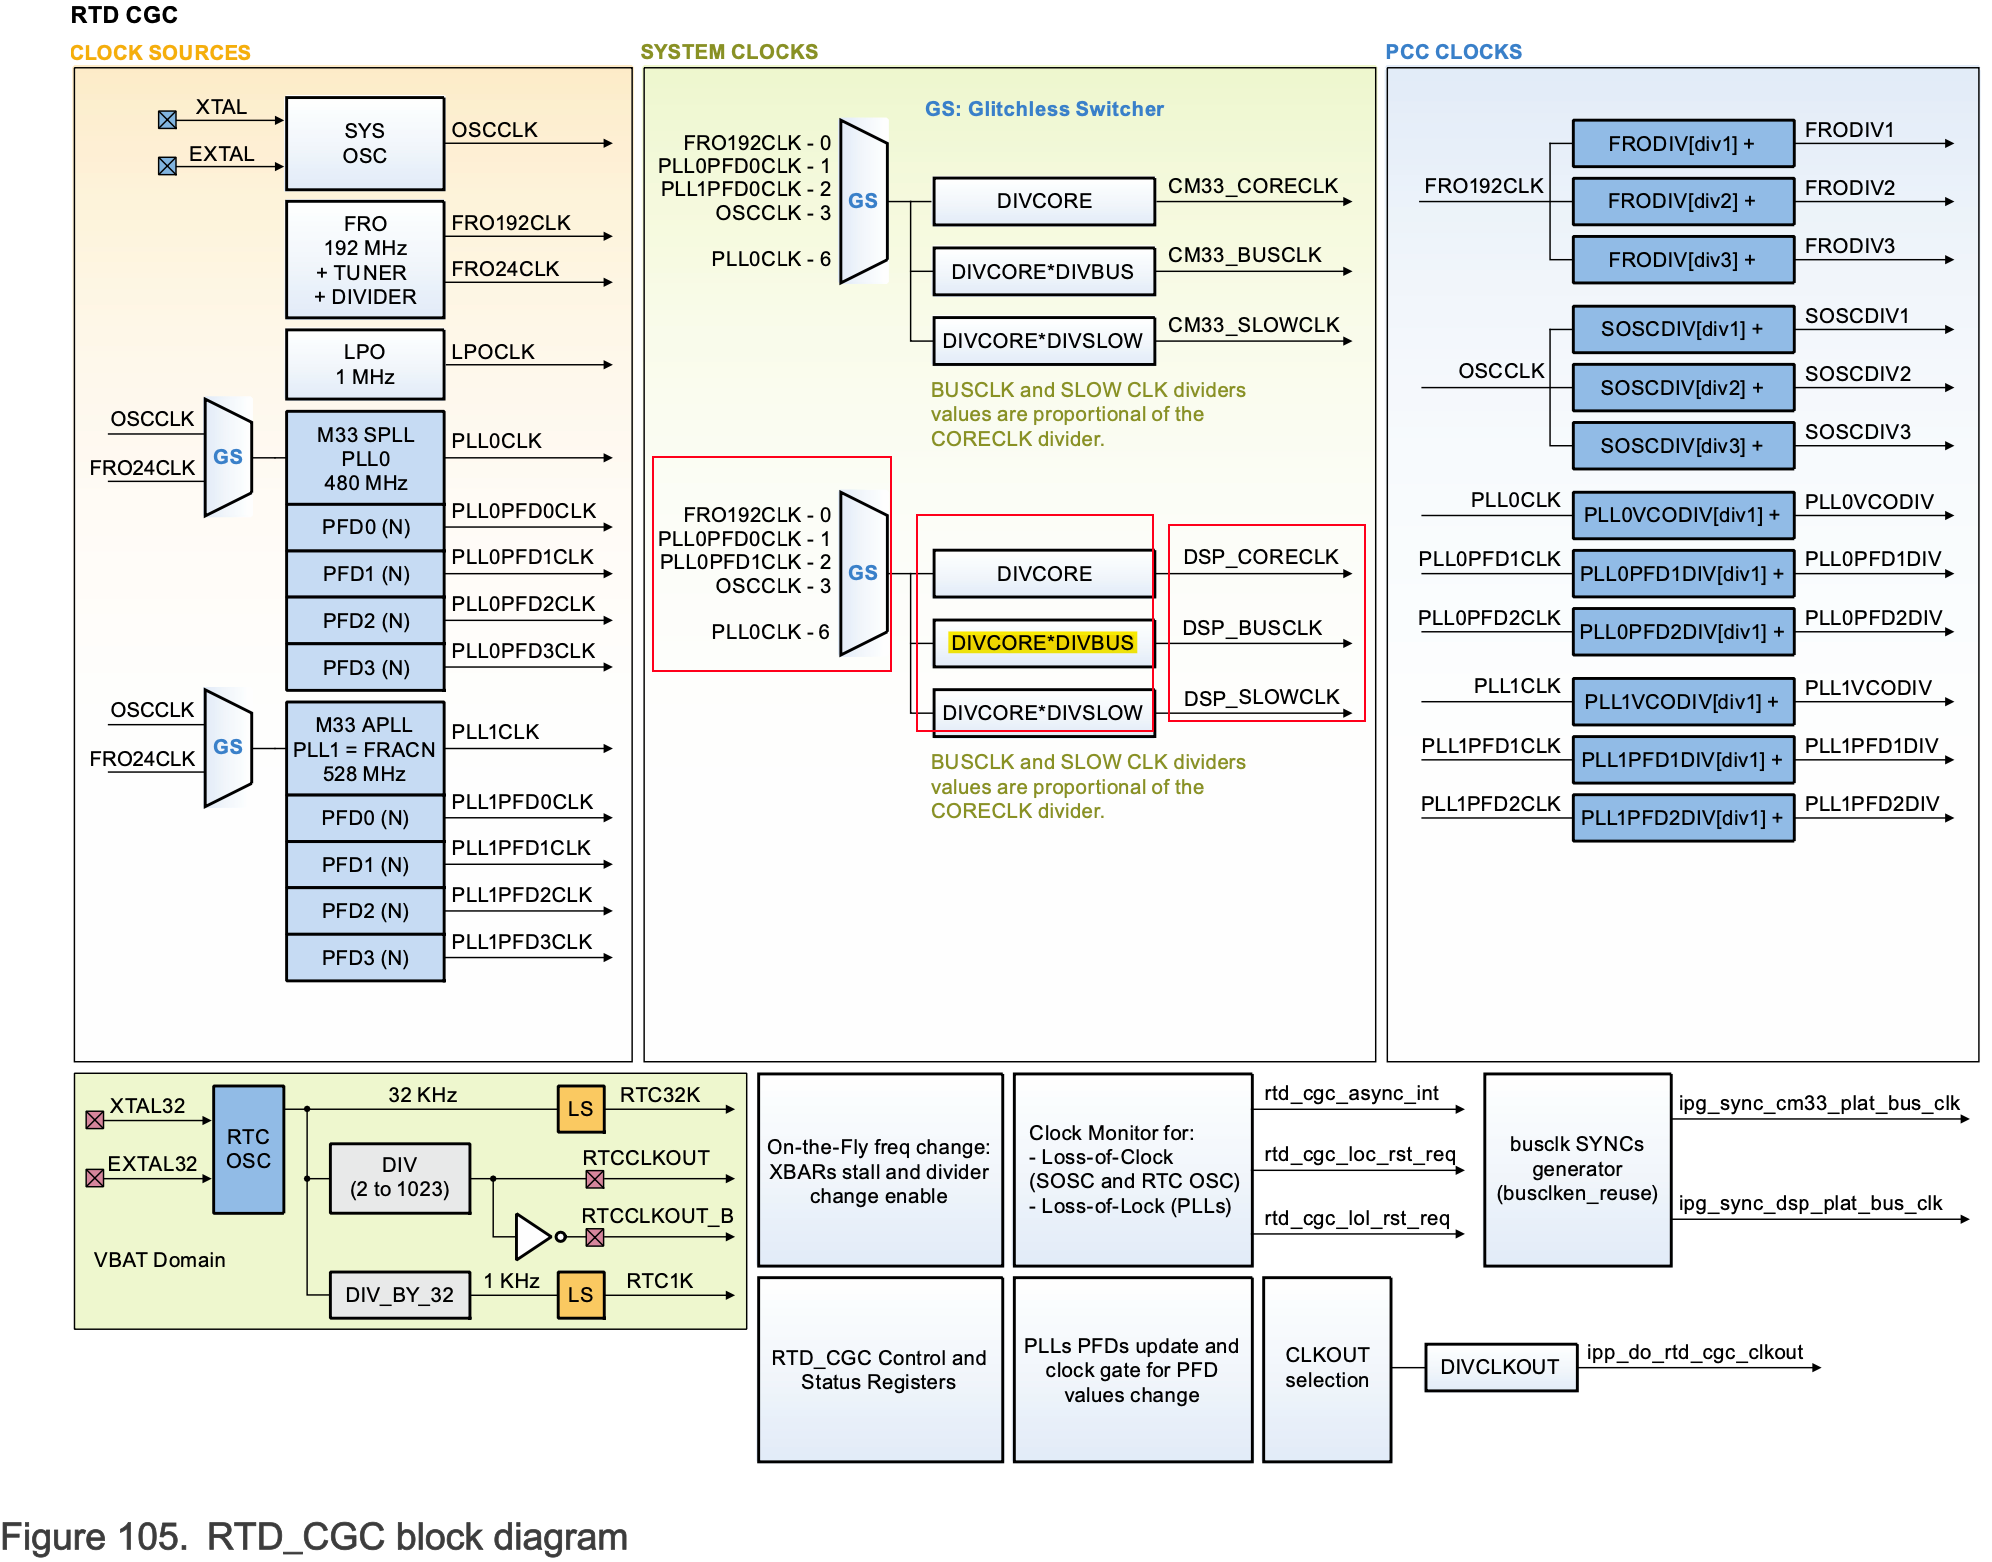 RTD CGC
CLOCK SOURCES
XTAL
EXTAL
SYS
OSC
OSCCLK
FRO
192 MHz
+ TUNER
+ DIVIDER
FRO192CLK
FRO24CLK
LPO
1 MHz
LPOCLK
OSCCLK
FRO24CLK
GS
M33 SPLL
PLL0
480 MHz
PLL0CLK
PFD0 (N)
PLL0PFD0CLK
PFD1 (N)
PLL0PFD1CLK
PFD2 (N)
PLL0PFD2CLK
PFD3 (N)
PLL0PFD3CLK
OSCCLK
FRO24CLK
GS
M33 APLL
PLL1 = FRACN
528 MHz
PLL1CLK
PFD0 (N)
PLL1PFD0CLK
PFD1 (N)
PLL1PFD1CLK
PFD2 (N)
PLL1PFD2CLK
PFD3 (N)
PLL1PFD3CLK
SYSTEM CLOCKS
GS: Glitchless Switcher
FRO192CLK - 0
PLL0PFD0CLK - 1
PLL1PFD0CLK - 2
OSCCLK - 3
PLL0CLK - 6
GS
DIVCORE
CM33_CORECLK
DIVCORE*DIVBUS
CM33_BUSCLK
DIVCORE*DIVSLOW
CM33_SLOWCLK
BUSCLK and SLOW CLK dividers
values are proportional of the
CORECLK divider.
FRO192CLK - 0
PLL0PFD0CLK - 1
PLL0PFD1CLK - 2
OSCCLK - 3
PLL0CLK - 6
GS
DIVCORE
DSP_CORECLK
DIVCORE*DIVBUS
DSP_BUSCLK
DIVCORE*DIVSLOW
DSP_SLOWCLK
BUSCLK and SLOW CLK dividers
values are proportional of the
CORECLK divider.
PCC CLOCKS
FRO192CLK
FRODIV[div1] +
FRODIV1
FRODIV[div2] +
FRODIV2
FRODIV[div3] +
FRODIV3
OSCCLK
SOSCDIV[div1] +
SOSCDIV1
SOSCDIV[div2] +
SOSCDIV2
SOSCDIV[div3] +
SOSCDIV3
PLL0CLK
PLL0VCODIV[div1] +
PLL0VCODIV
PLL0PFD1CLK
PLL0PFD1DIV[div1] +
PLL0PFD1DIV
PLL0PFD2CLK
PLL0PFD2DIV[div1] +
PLL0PFD2DIV
PLL1CLK
PLL1VCODIV[div1] +
PLL1VCODIV
PLL1PFD1CLK
PLL1PFD1DIV[div1] +
PLL1PFD1DIV
PLL1PFD2CLK
PLL1PFD2DIV[div1] +
PLL1PFD2DIV
XTAL32
EXTAL32
RTC
OSC
32 KHz
LS
RTC32K
DIV
(2 to 1023)
RTCCLKOUT
RTCCLKOUT_B
VBAT Domain
DIV_BY_32
1 KHz
LS
RTC1K
On-the-Fly freq change:
XBARs stall and divider
change enable
Clock Monitor for:
- Loss-of-Clock
(SOSC and RTC OSC)
- Loss-of-Lock (PLLs)
rtd_cgc_async_int
rtd_cgc_loc_rst_req
rtd_cgc_lol_rst_req
busclk SYNCs
generator
(busclken_reuse)
ipg_sync_cm33_plat_bus_clk
ipg_sync_dsp_plat_bus_clk
RTD_CGC Control and
Status Registers
PLLs PFDs update and
clock gate for PFD
values change
CLKOUT
selection
DIVCLKOUT
ipp_do_rtd_cgc_clkout
Figure 105. RTD_CGC block diagram